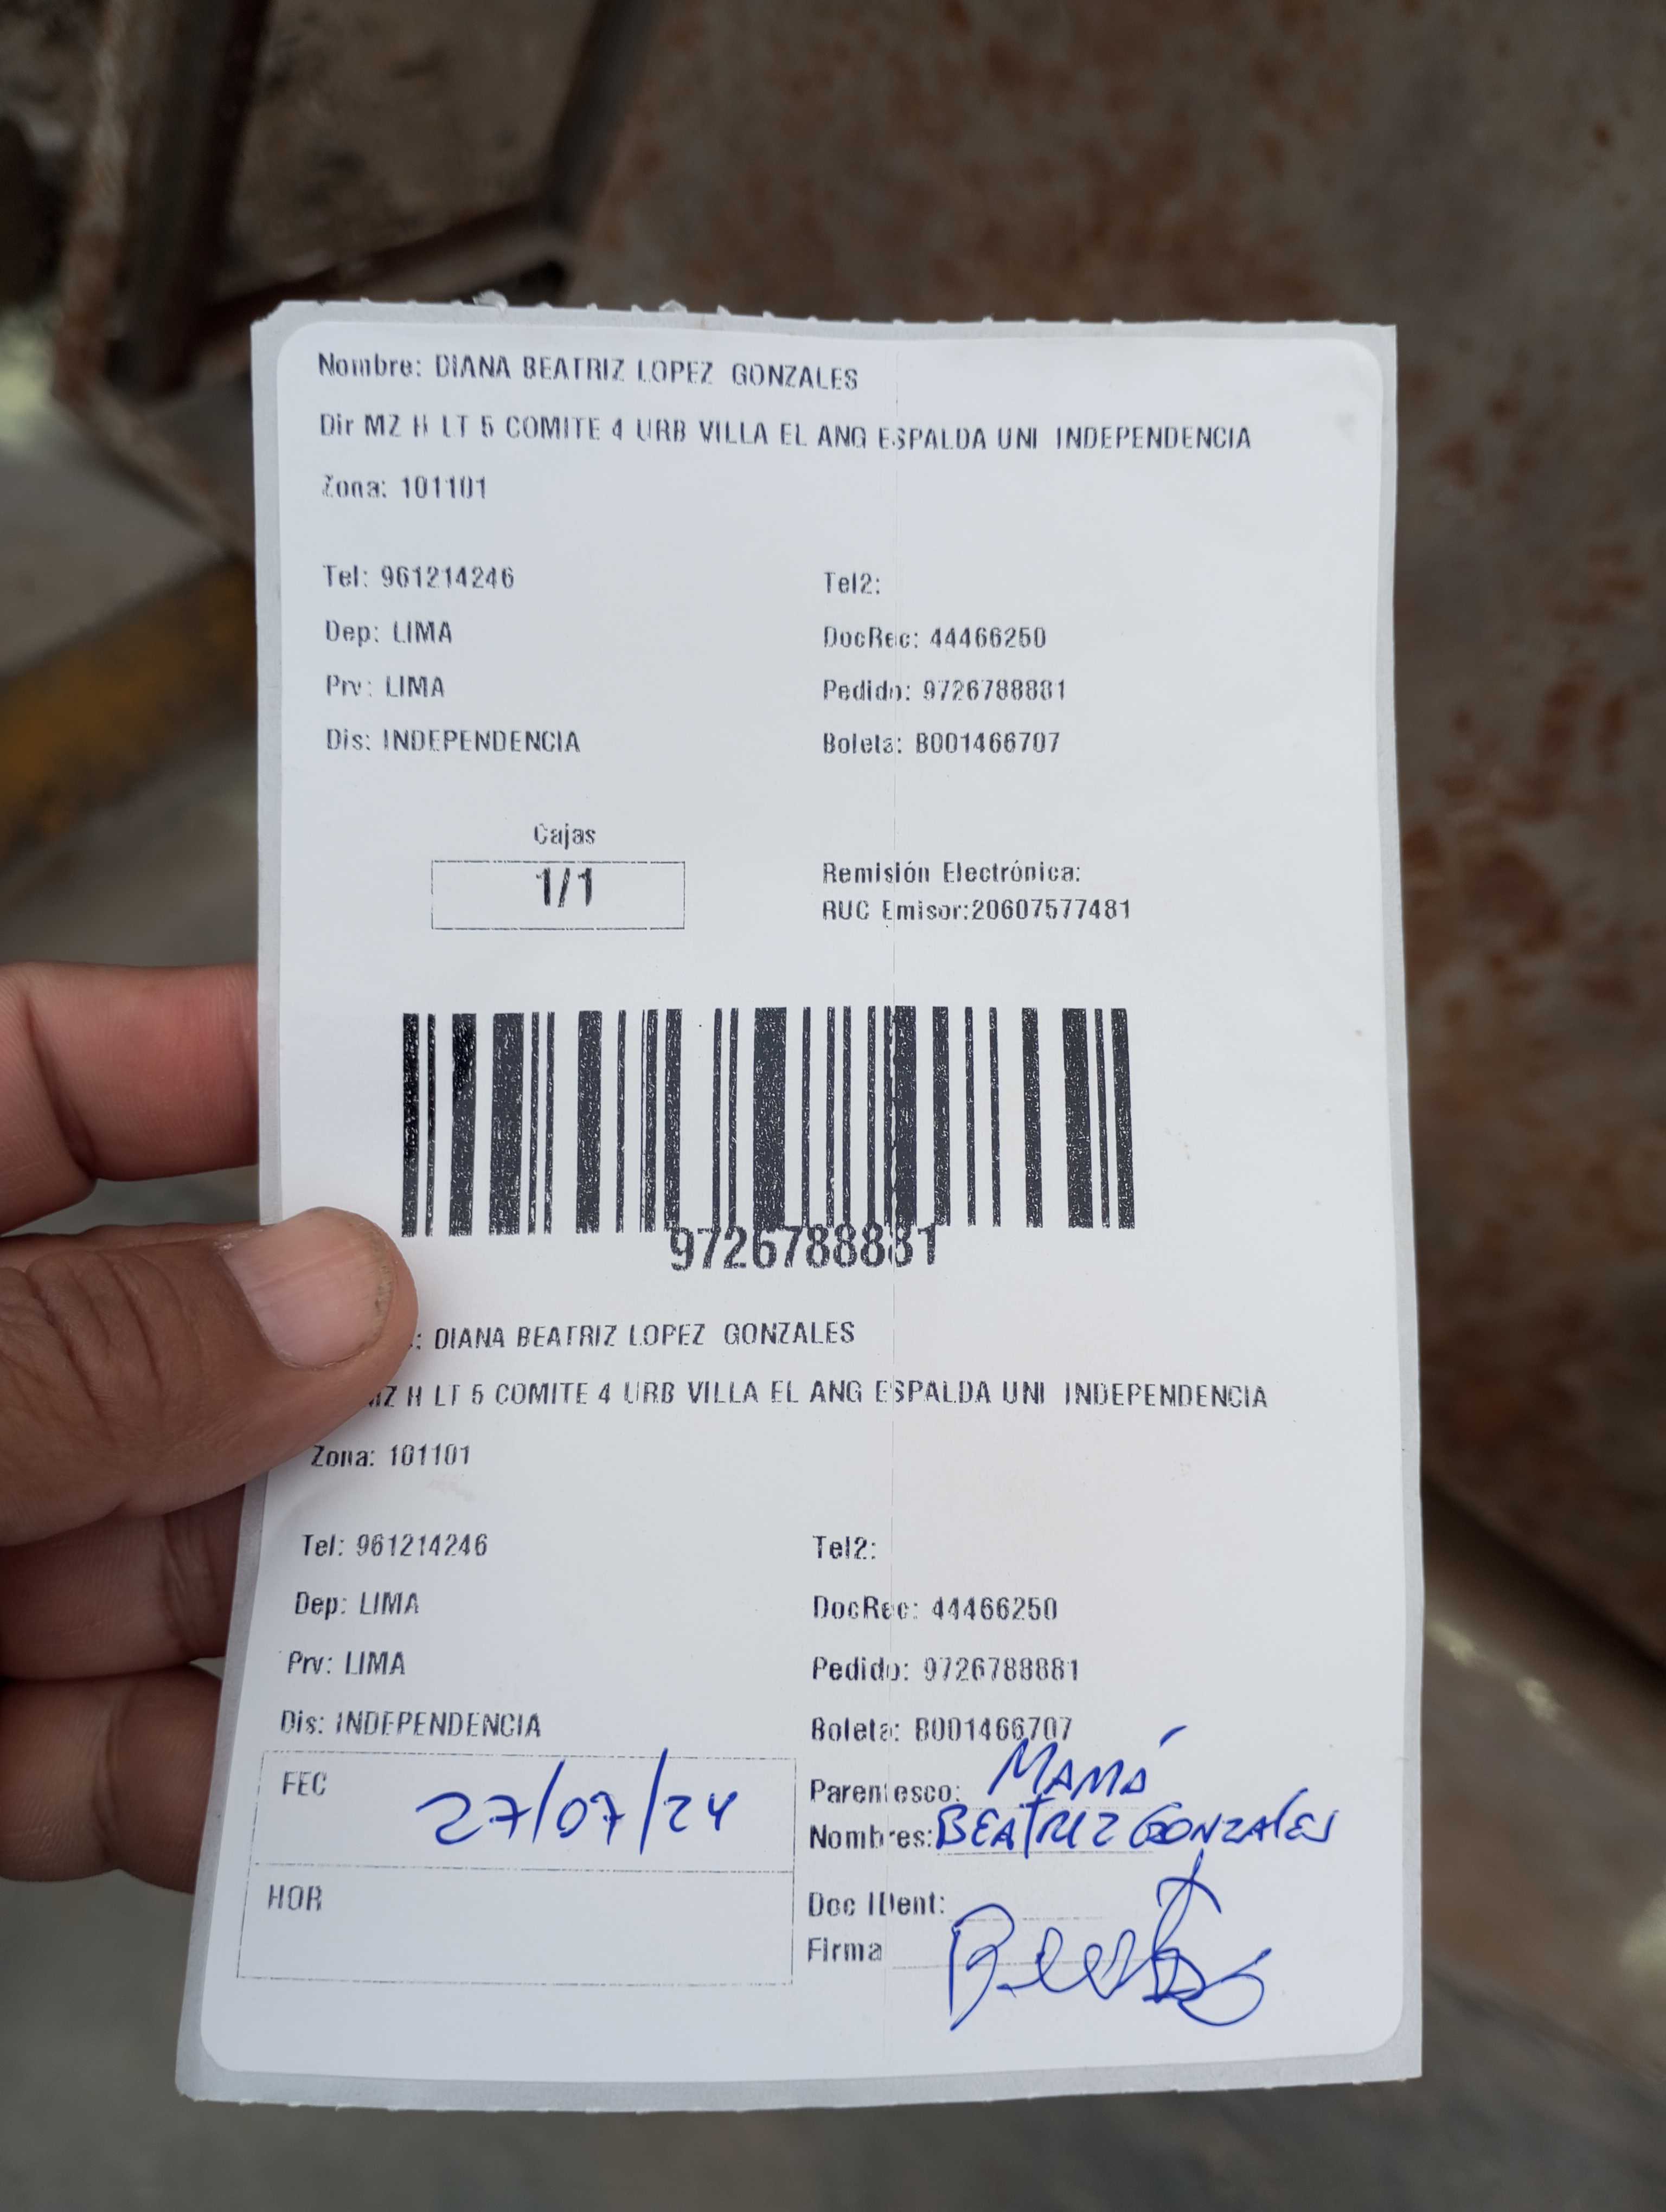 Nombre: DIANA BEATRIZ LOPEZ GONZALES
Dir MZ H LT 5 COMITE 4 URB VILLA EL ANG ESPALDA UNI INDEPENDENCIA
Zona: 101101
Tel: 961214246 Tel2:
Dep: LIMA DocRec: 44466250
Prv: LIMA Pedido: 9726788881
Dis: INDEPENDENCIA Boleta: B001466707
Cajas
1/1
Remisión Electrónica:
RUC Emisor:20607577481
9726788881
: DIANA BEATRIZ LOPEZ GONZALES
MZ H LT 5 COMITE 4 URB VILLA EL ANG ESPALDA UNI INDEPENDENCIA
Zona: 101101
Tel: 961214246 Tel2:
Dep: LIMA DocRec: 44466250
Prv: LIMA Pedido: 9726788881
Dis: INDEPENDENCIA Boleta: B001466707
FEC 27/07/24
Parentesco: MAMÁ
Nombres: BEATRIZ GONZALES
HOR
Doc IDent:
Firma